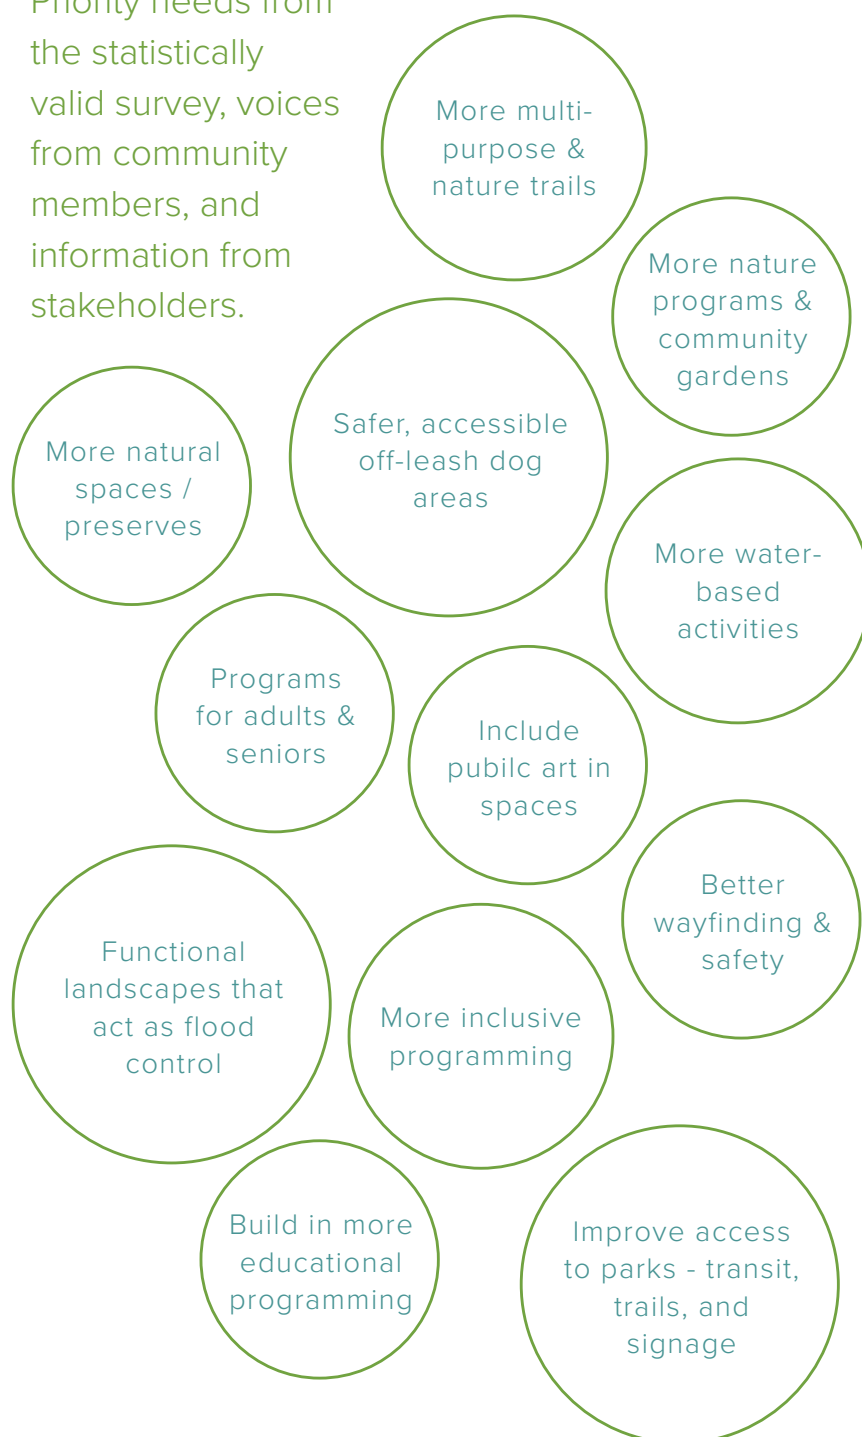 Priority needs from
the statistically
valid survey, voices
from community
members, and
information from
stakeholders.
More multi-
purpose &
nature trails
More nature
programs &
community
gardens
Safer, accessible
off-leash dog
areas
More natural
spaces /
preserves
More water-
based
activities
Programs
for adults &
seniors
Include
pubilc art in
spaces
Better
wayfinding &
safety
Functional
landscapes that
act as flood
control
More inclusive
programming
Build in more
educational
programming
Improve access
to parks - transit,
trails, and
signage